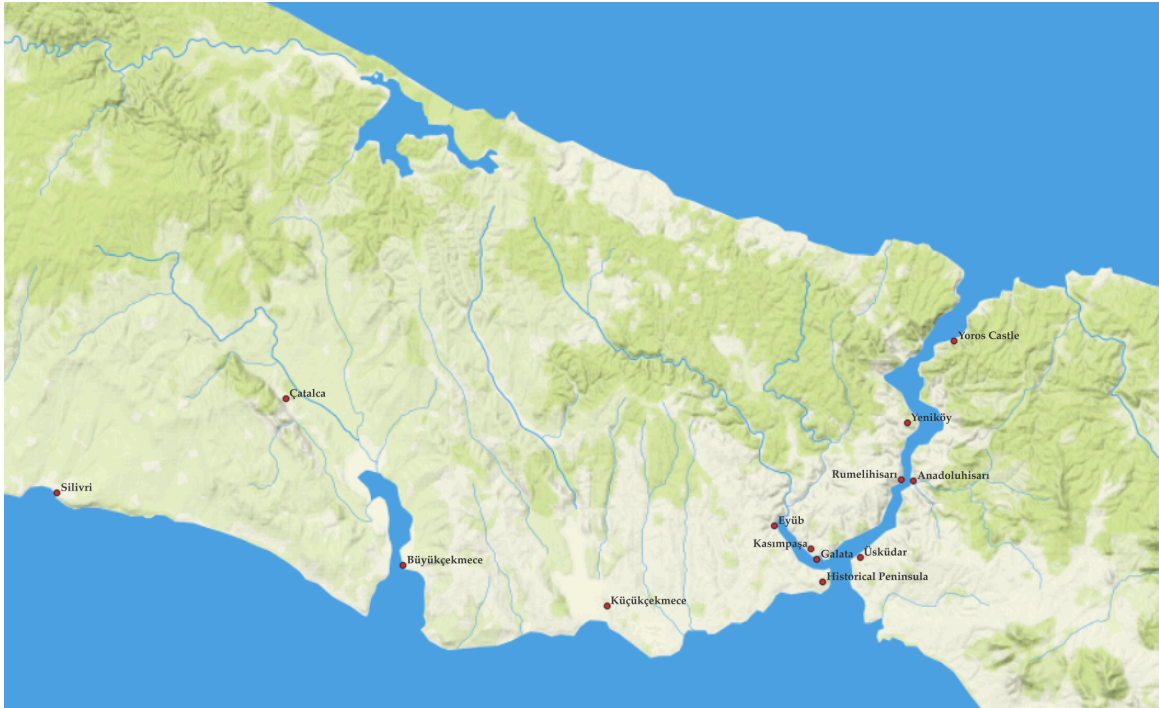 Yoros Castle
Çatalca
Yeniköy
Rumelihisarı
Anadoluhisarı
Silivri
Eyüb
Kasımpaşa
Galata
Üsküdar
Büyükçekmece
Historical Peninsula
Küçükçekmece